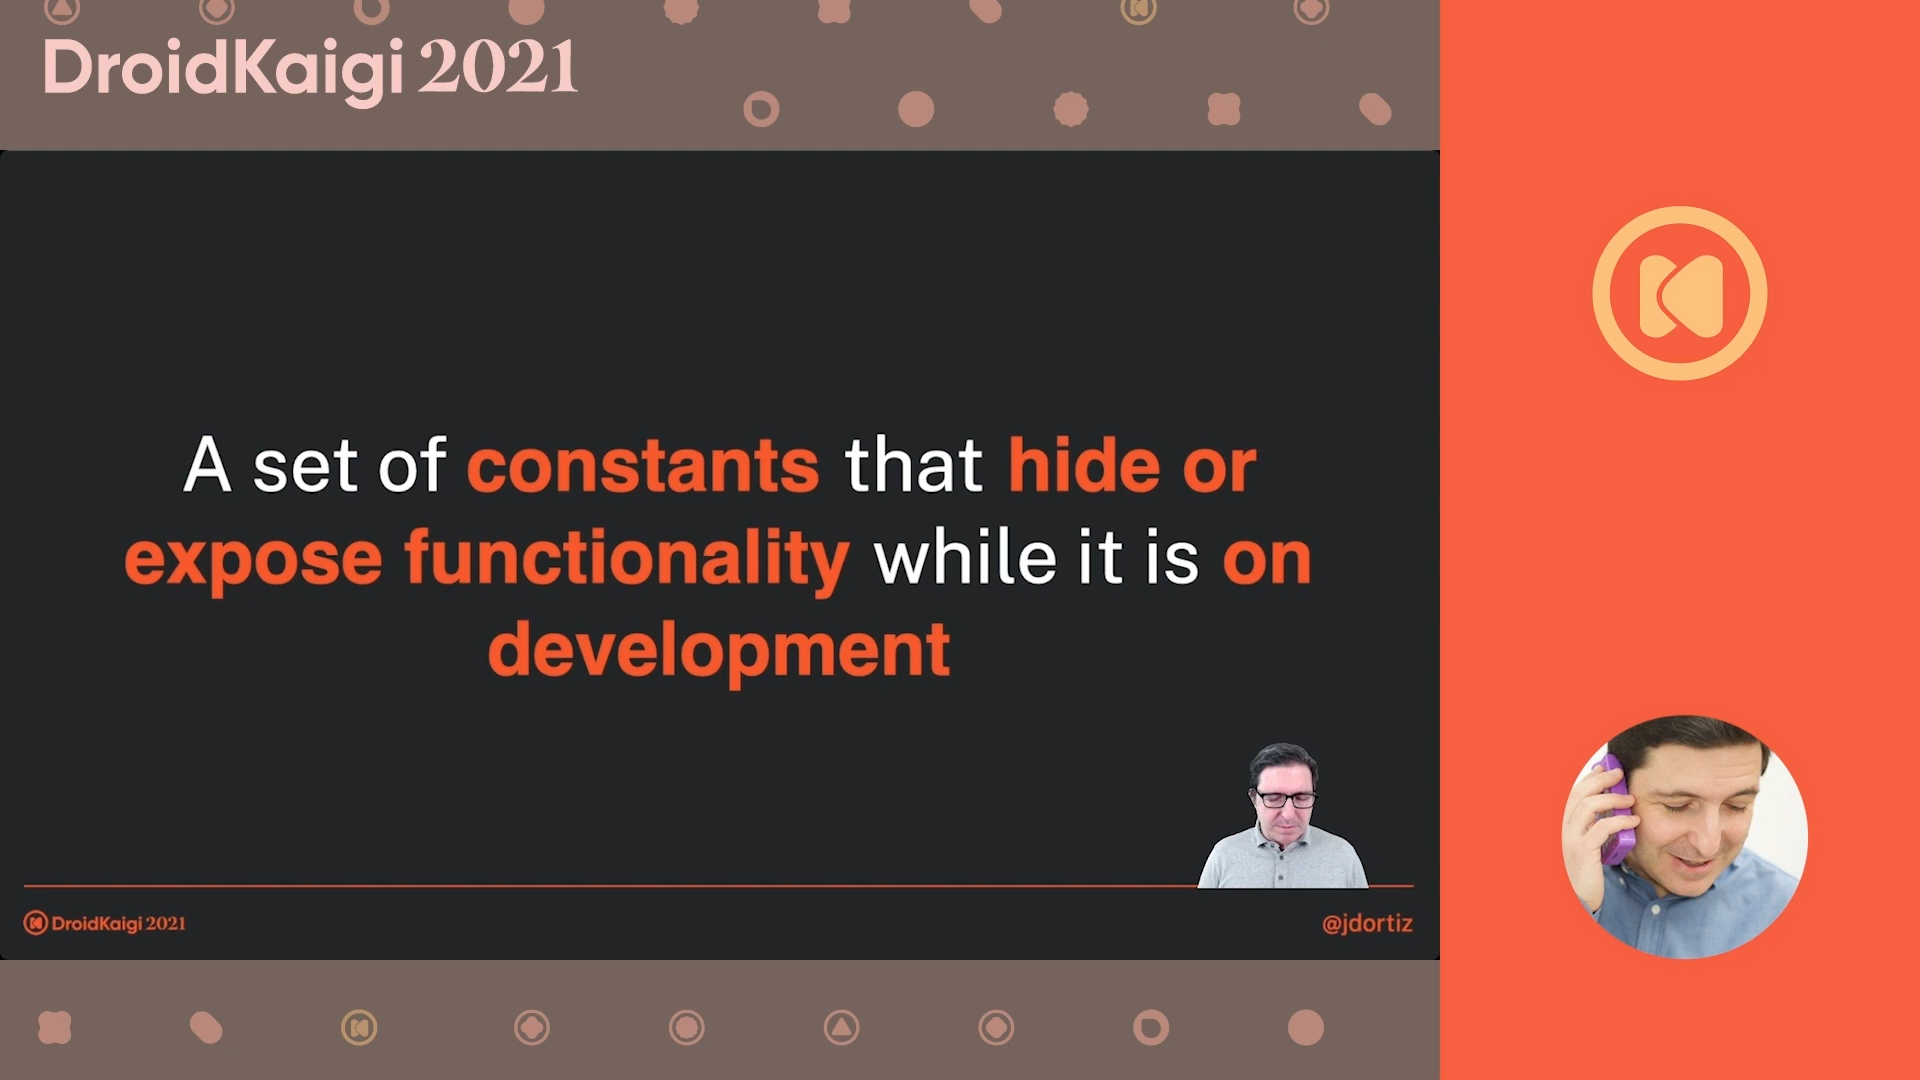 DroidKaigi 2021
A set of constants that hide or
expose functionality while it is on
development
DroidKaigi 2021
@jdortiz